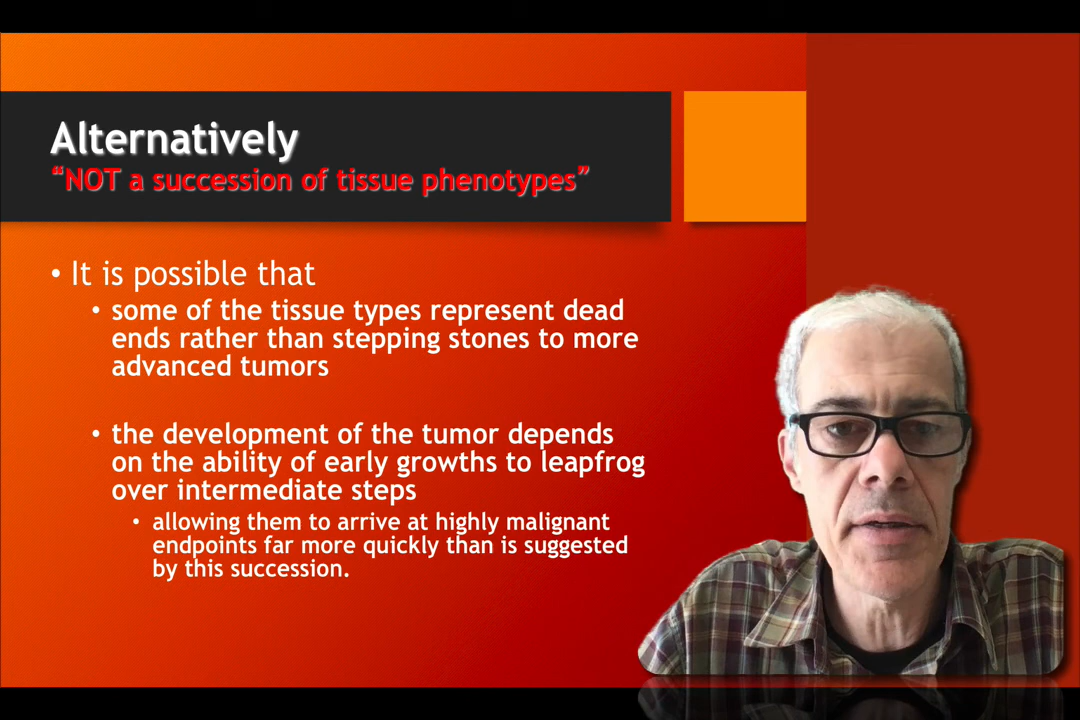 Alternatively
“NOT a succession of tissue phenotypes”
• It is possible that
• some of the tissue types represent dead
ends rather than stepping stones to more
advanced tumors
• the development of the tumor depends
on the ability of early growths to leapfrog
over intermediate steps
• allowing them to arrive at highly malignant
endpoints far more quickly than is suggested
by this succession.